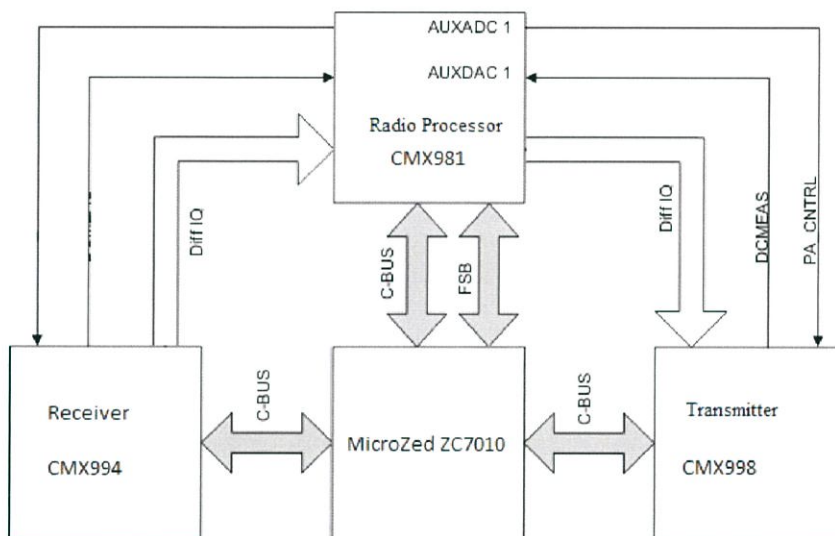 AUXADC 1
AUXDAC 1
Radio Processor
CMX981
Diff IQ
C-BUS
FSB
Diff IQ
DCMEAS
PA CNTRL
Receiver
CMX994
C-BUS
MicroZed ZC7010
C-BUS
Transmitter
CMX998